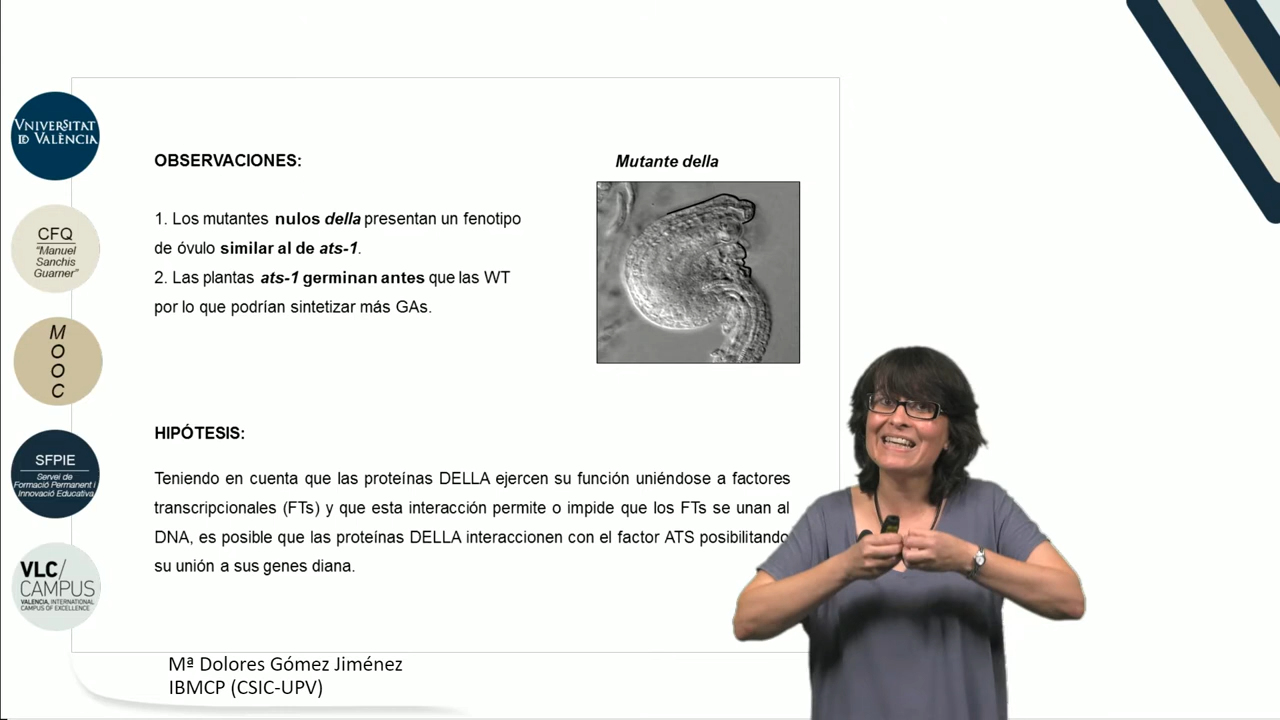 VNIVERSITAT
ID VALÈNCIA
CFQ
“Manuel
Sanchis
Guarner”
M
O
O
C
SFPIE
Servei de
Formació Permanent i
Innovació Educativa
VLC/
CAMPUS
VALENCIA, INTERNATIONAL
CAMPUS OF EXCELLENCE
OBSERVACIONES:
1. Los mutantes nulos della presentan un fenotipo
de óvulo similar al de ats-1.
2. Las plantas ats-1 germinan antes que las WT
por lo que podrían sintetizar más GAs.
Mutante della
HIPÓTESIS:
Teniendo en cuenta que las proteínas DELLA ejercen su función uniéndose a factores
transcripcionales (FTs) y que esta interacción permite o impide que los FTs se unan al
DNA, es posible que las proteínas DELLA interaccionen con el factor ATS posibilitando
su unión a sus genes diana.
Mª Dolores Gómez Jiménez
IBMCP (CSIC-UPV)